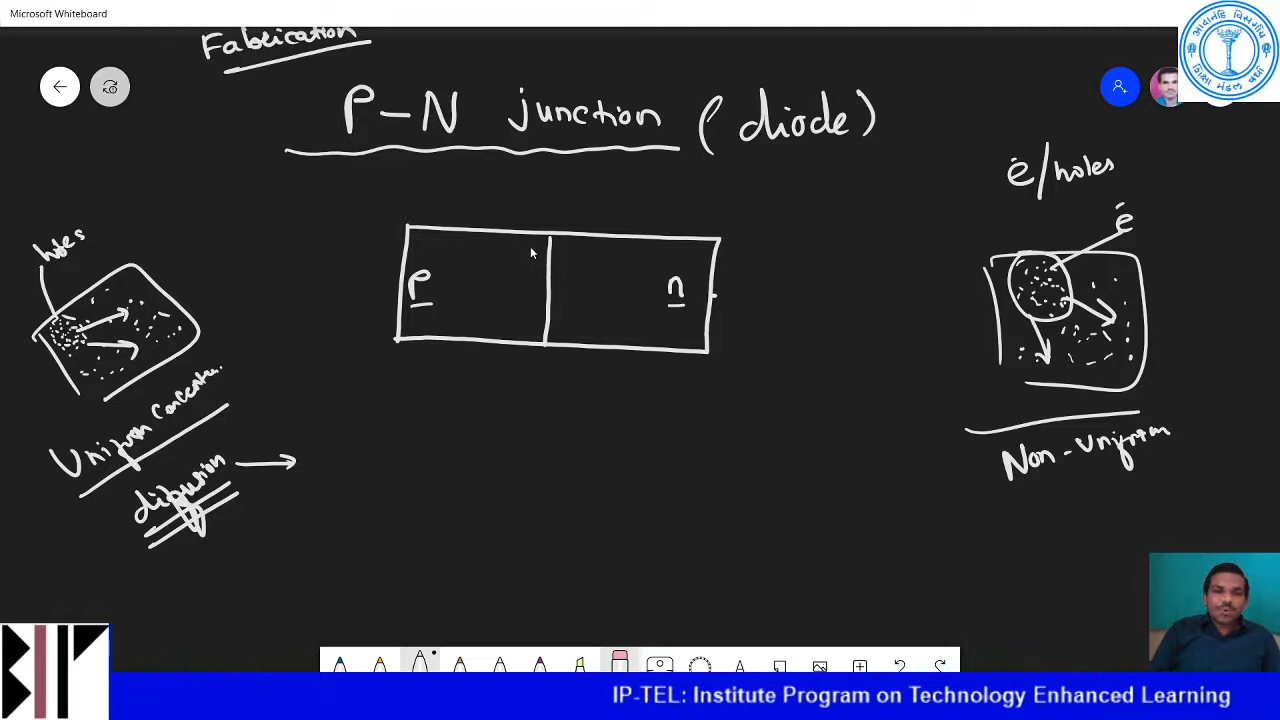 Microsoft Whiteboard
Fabrication
P-N junction (diode)
e/holes
e
holes
P
n
Uniform
diffusion
Non-Uniform
IP-TEL: Institute Program on Technology Enhanced Learning